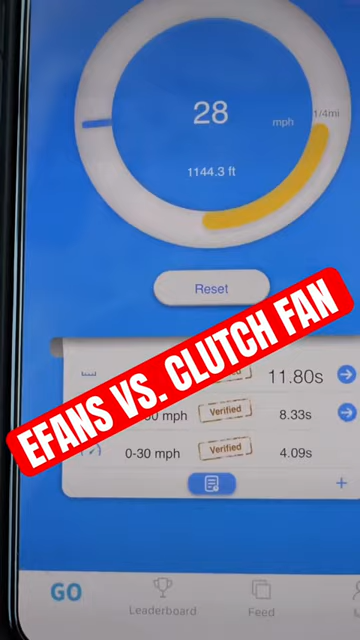 28
mph
1/4mi
1144.3 ft
Reset
EFANS VS. CLUTCH FAN
11.80s
mph
Verified
8.33s
0-30 mph
Verified
4.09s
GO
Leaderboard
Feed